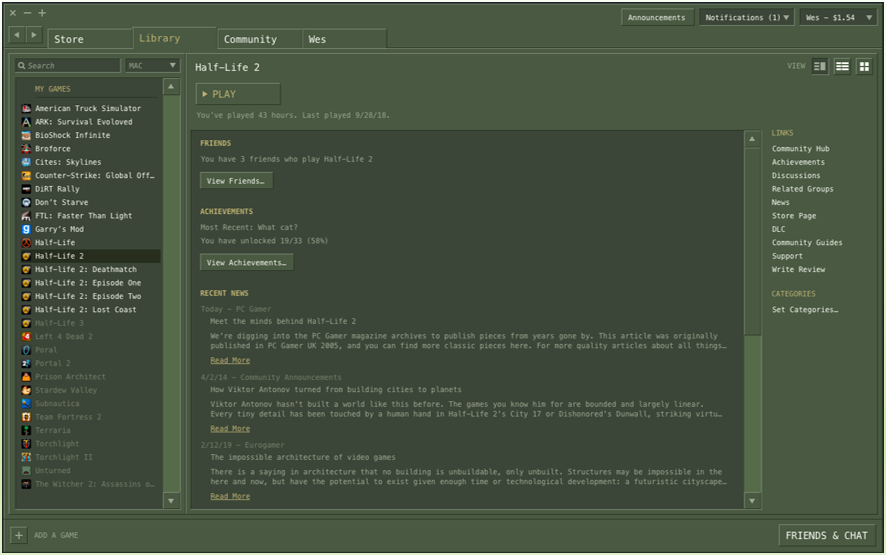 Announcements
Notifications (1)
Wes – $1.54
Store
Library
Community
Wes
Search
MAC
MY GAMES
American Truck Simulator
ARK: Survival Evoloved
BioShock Infinite
Broforce
Cites: Skylines
Counter-Strike: Global Off…
DiRT Rally
Don't Starve
FTL: Faster Than Light
Garry's Mod
Half-Life
Half-Life 2
Half-life 2: Deathmatch
Half-Life 2: Episode One
Half-Life 2: Episode Two
Half-Life 2: Lost Coast
Half-Life 3
Left 4 Dead 2
Poral
Portal 2
Prison Architect
Stardew Valley
Subnautica
Team Fortress 2
Terraria
Torchlight
Torchlight II
Unturned
The Witcher 2: Assassins o…
Half-Life 2
VIEW
PLAY
You've played 43 hours. Last played 9/28/18.
FRIENDS
You have 3 friends who play Half-Life 2
View Friends…
ACHIEVEMENTS
Most Recent: What cat?
You have unlocked 19/33 (58%)
View Achievements…
RECENT NEWS
Today – PC Gamer
Meet the minds behind Half-Life 2
We're digging into the PC Gamer magazine archives to publish pieces from years gone by. This article was originally
published in PC Gamer UK 2005, and you can find more classic pieces here. For more quality articles about all things…
Read More
4/2/14 – Community Announcements
How Viktor Antonov turned from building cities to planets
Viktor Antonov hasn't built a world like this before. The games you know him for are bounded and largely linear.
Every tiny detail has been touched by a human hand in Half-Life 2's City 17 or Dishonored's Dunwall, striking virtu…
Read More
2/12/19 – Eurogamer
The impossible architecture of video games
There is a saying in architecture that no building is unbuildable, only unbuilt. Structures may be impossible in the
here and now, but have the potential to exist given enough time or technological development: a futuristic cityscape…
Read More
LINKS
Community Hub
Achievements
Discussions
Related Groups
News
Store Page
DLC
Community Guides
Support
Write Review
CATEGORIES
Set Categories…
ADD A GAME
FRIENDS & CHAT